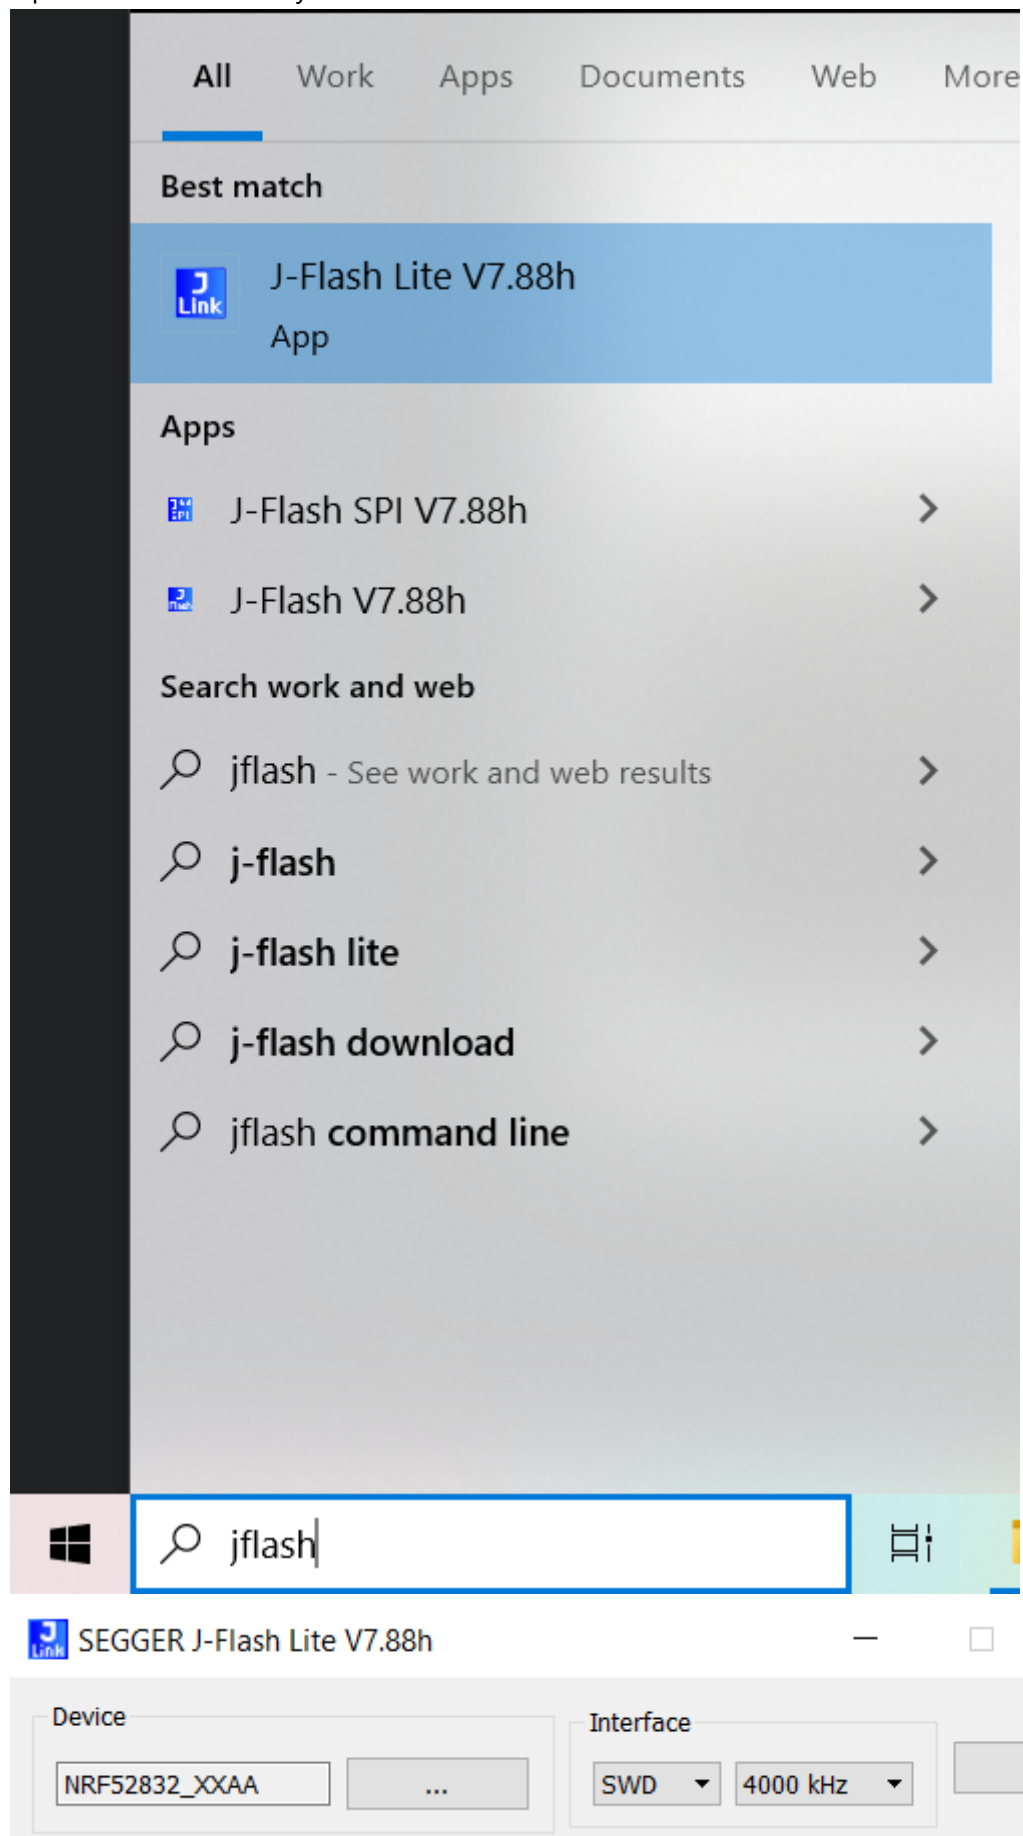 All Work Apps Documents Web More
Best match
J-Flash Lite V7.88h
App
Apps
J-Flash SPI V7.88h
J-Flash V7.88h
Search work and web
jflash - See work and web results
j-flash
j-flash lite
j-flash download
jflash command line
jflash
SEGGER J-Flash Lite V7.88h
Device
Interface
NRF52832_XXAA ... SWD 4000 kHz